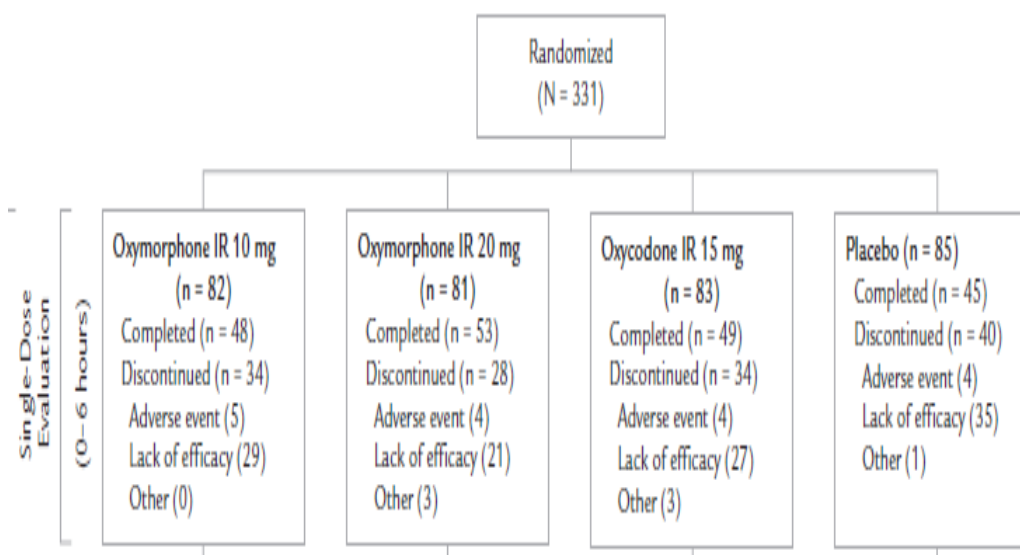 Randomized
(N = 331)
Single-Dose
Evaluation
(0–6 hours)
Oxymorphone IR 10 mg
(n = 82)
Completed (n = 48)
Discontinued (n = 34)
Adverse event (5)
Lack of efficacy (29)
Other (0)
Oxymorphone IR 20 mg
(n = 81)
Completed (n = 53)
Discontinued (n = 28)
Adverse event (4)
Lack of efficacy (21)
Other (3)
Oxycodone IR 15 mg
(n = 83)
Completed (n = 49)
Discontinued (n = 34)
Adverse event (4)
Lack of efficacy (27)
Other (3)
Placebo (n = 85)
Completed (n = 45)
Discontinued (n = 40)
Adverse event (4)
Lack of efficacy (35)
Other (1)